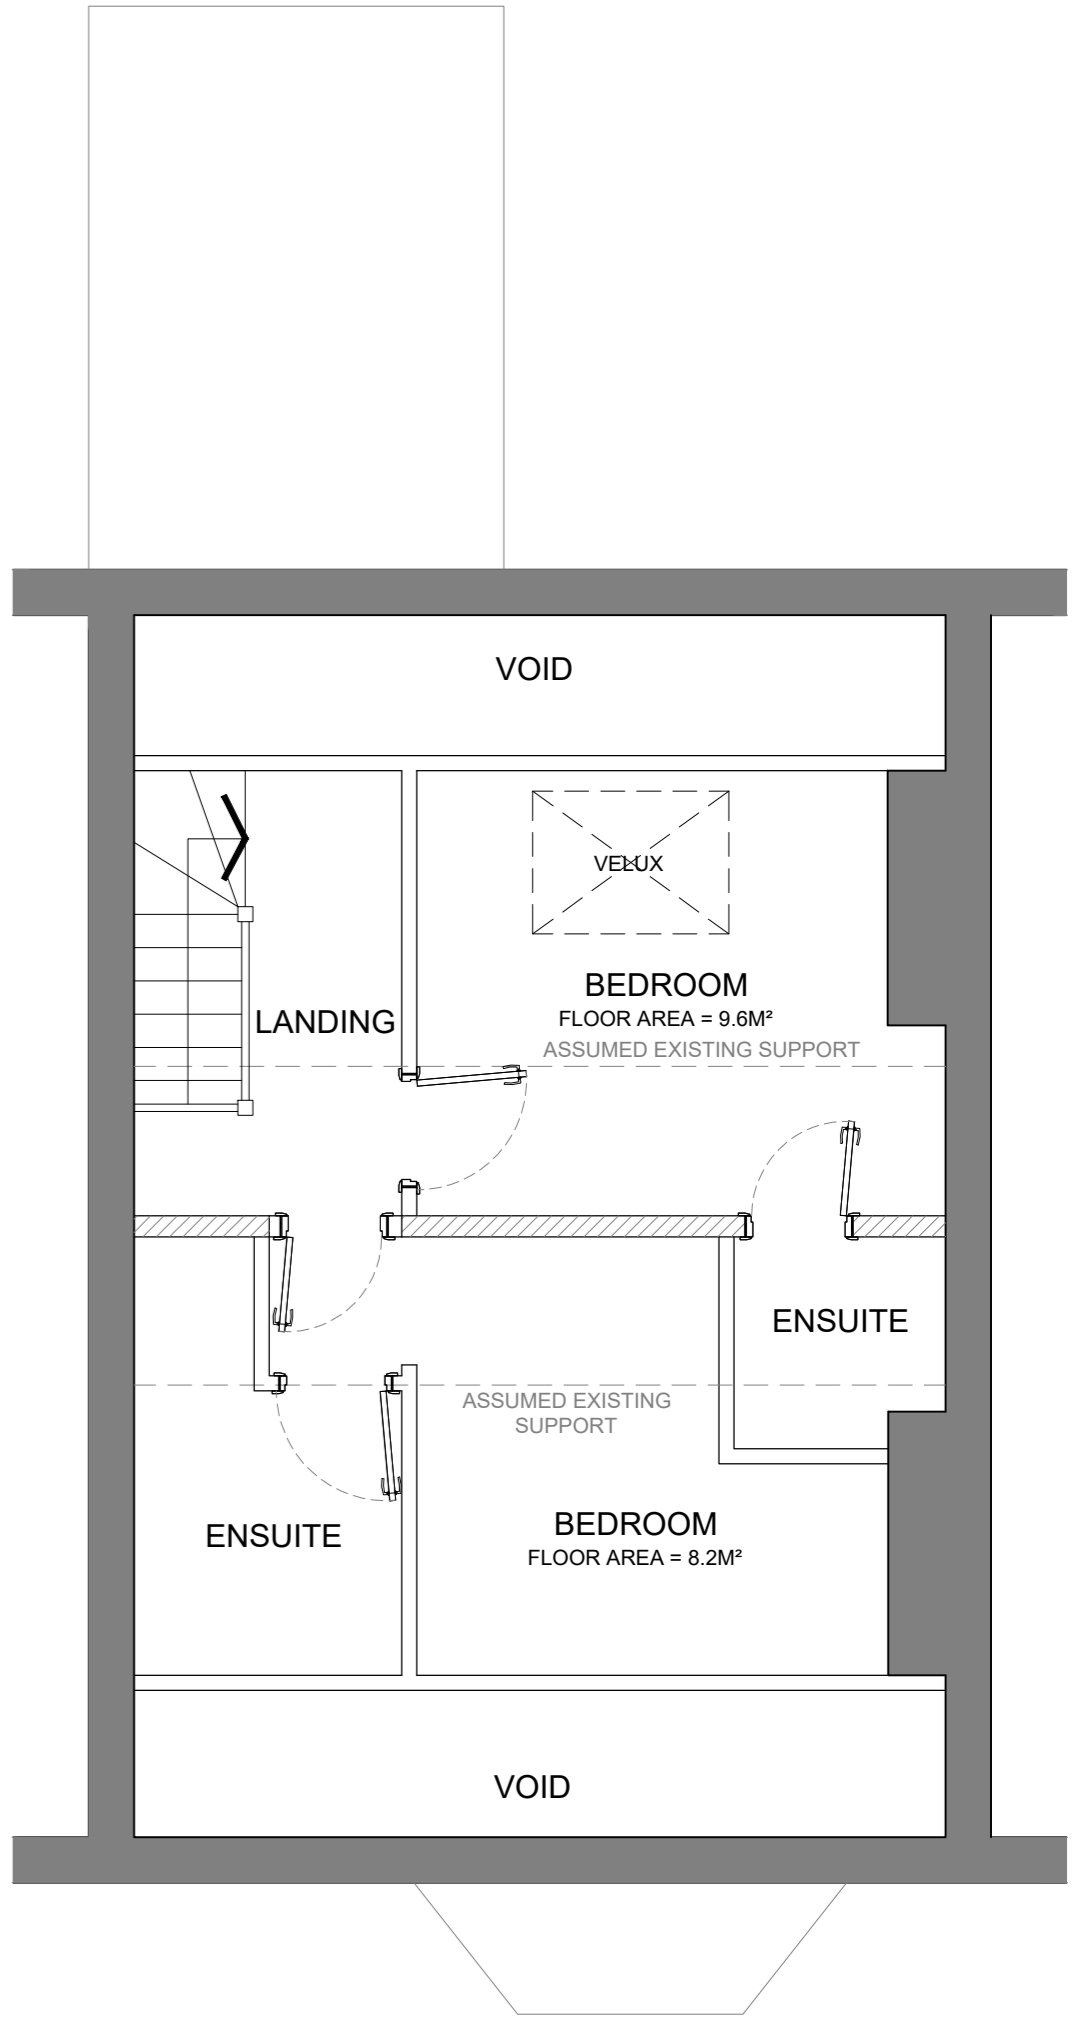 VOID
VELUX
BEDROOM
FLOOR AREA = 9.6M²
LANDING
ASSUMED EXISTING SUPPORT
ENSUITE
ASSUMED EXISTING
SUPPORT
BEDROOM
FLOOR AREA = 8.2M²
ENSUITE
VOID